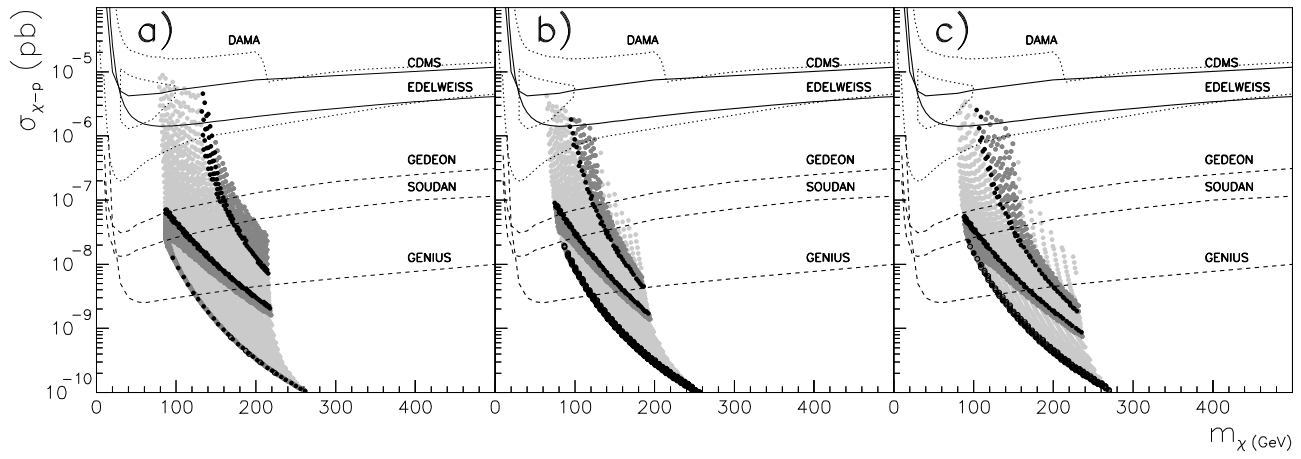 σχ−p (pb)
a) b) c)
DAMA DAMA DAMA
CDMS CDMS CDMS
EDELWEISS EDELWEISS EDELWEISS
GEDEON GEDEON GEDEON
SOUDAN SOUDAN SOUDAN
GENIUS GENIUS GENIUS
10⁻⁵
10⁻⁶
10⁻⁷
10⁻⁸
10⁻⁹
10⁻¹⁰
0 100 200 300 400 0 100 200 300 400 0 100 200 300 400
mχ (GeV)